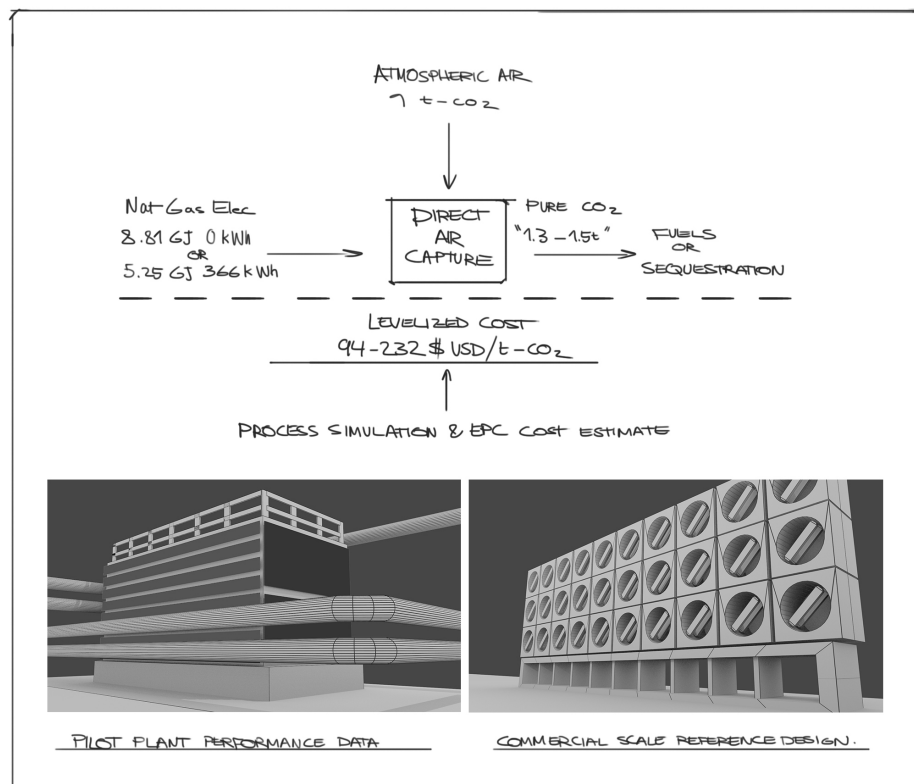 ATMOSPHERIC AIR
1 t-CO2
Nat Gas Elec
8.81 GJ 0 kWh
OR
5.25 GJ 366 kWh
DIRECT
AIR
CAPTURE
PURE CO2
"1.3 – 1.5t"
FUELS
OR
SEQUESTRATION
LEVELIZED COST
94-232 $ USD/t-CO2
PROCESS SIMULATION & EPC COST ESTIMATE
PILOT PLANT PERFORMANCE DATA
COMMERCIAL SCALE REFERENCE DESIGN.